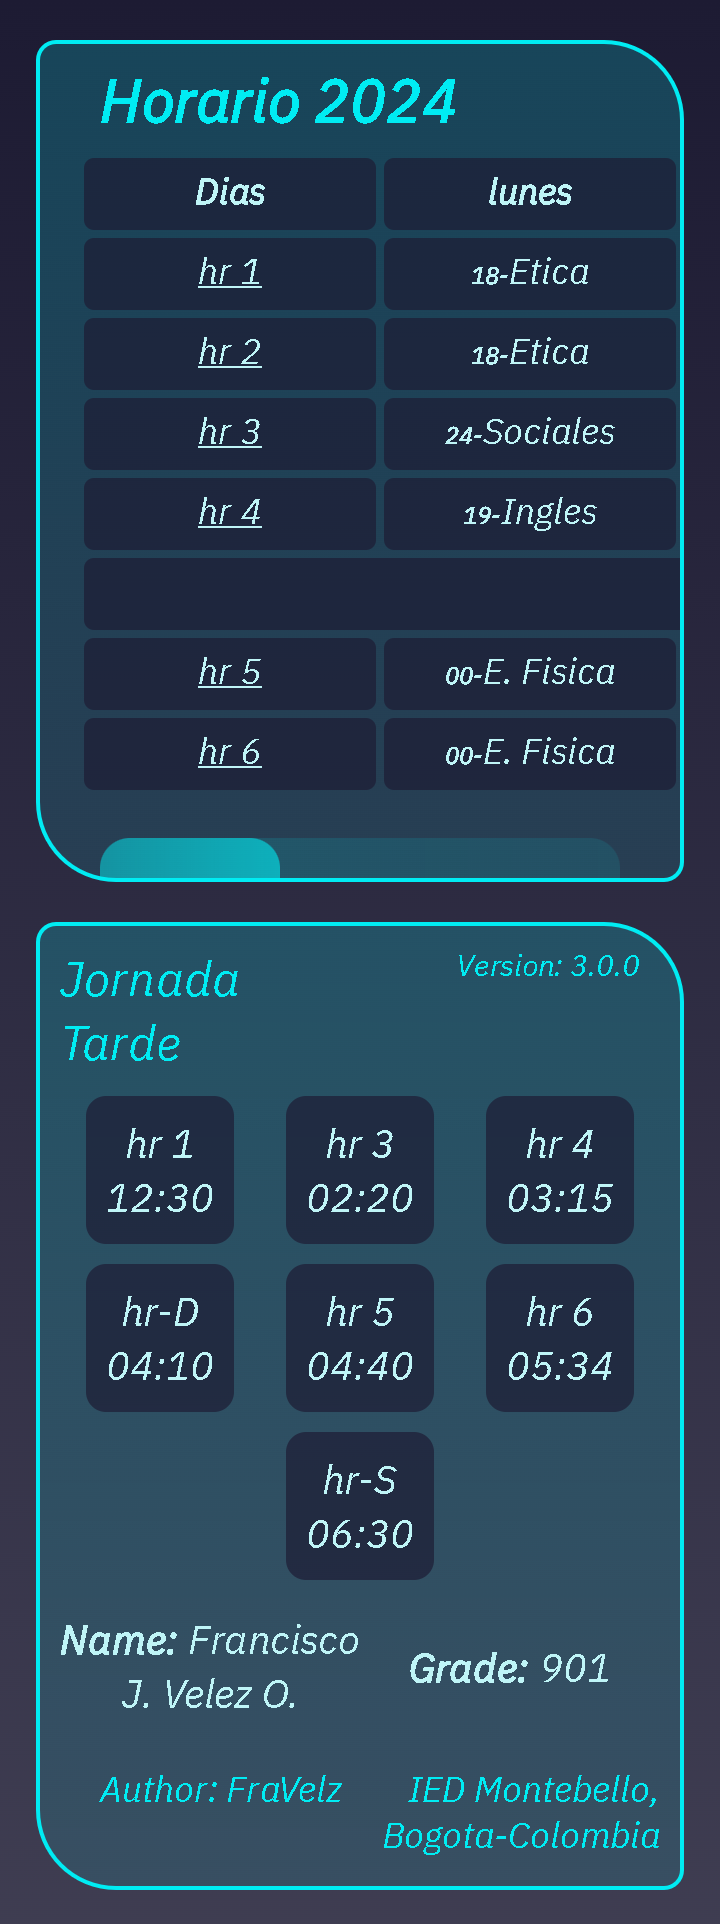 Horario 2024
Dias lunes
hr 1 18-Etica
hr 2 18-Etica
hr 3 24-Sociales
hr 4 19-Ingles
hr 5 00-E. Fisica
hr 6 00-E. Fisica
Jornada
Tarde
Version: 3.0.0
hr 1
12:30
hr 3
02:20
hr 4
03:15
hr-D
04:10
hr 5
04:40
hr 6
05:34
hr-S
06:30
Name: Francisco
J. Velez O.
Grade: 901
Author: FraVelz
IED Montebello,
Bogota-Colombia